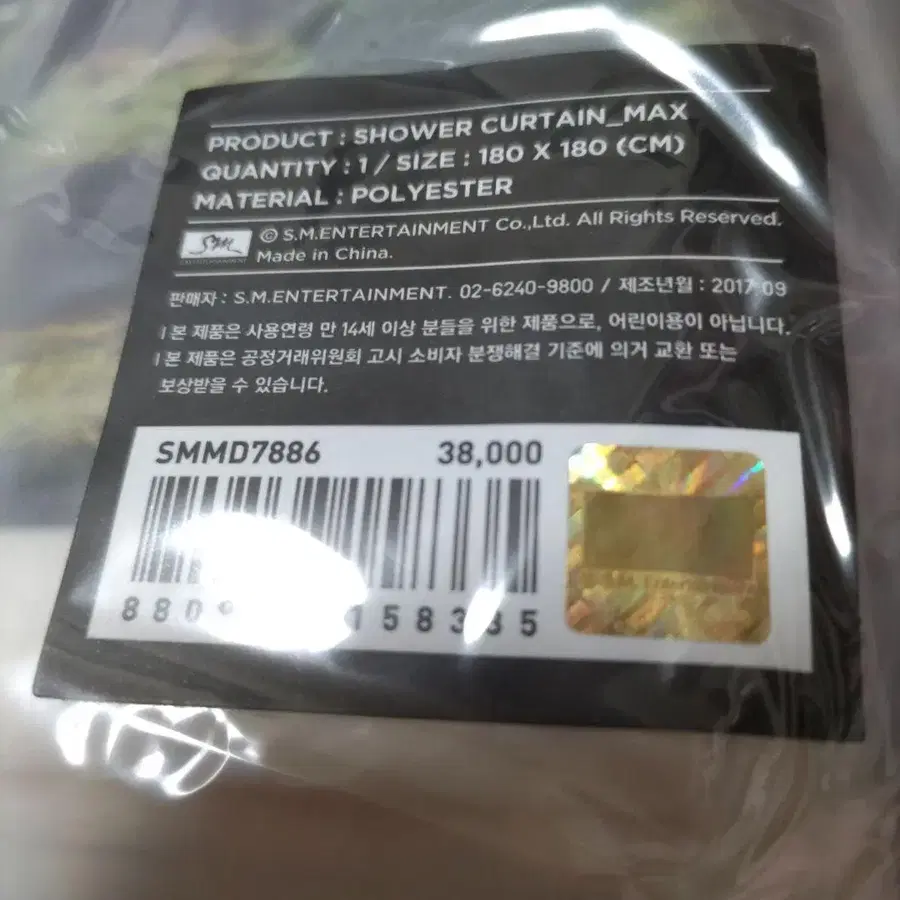 PRODUCT : SHOWER CURTAIN_MAX
QUANTITY : 1 / SIZE : 180 X 180 (CM)
MATERIAL : POLYESTER
© S.M.ENTERTAINMENT Co.,Ltd. All Rights Reserved.
Made in China.
판매자 : S.M.ENTERTAINMENT. 02-6240-9800 / 제조년월 : 2017.09
| 본 제품은 사용연령 만 14세 이상 분들을 위한 제품으로, 어린이용이 아닙니다.
| 본 제품은 공정거래위원회 고시 소비자 분쟁해결 기준에 의거 교환 또는
보상받을 수 있습니다.
SMMD7886 38,000